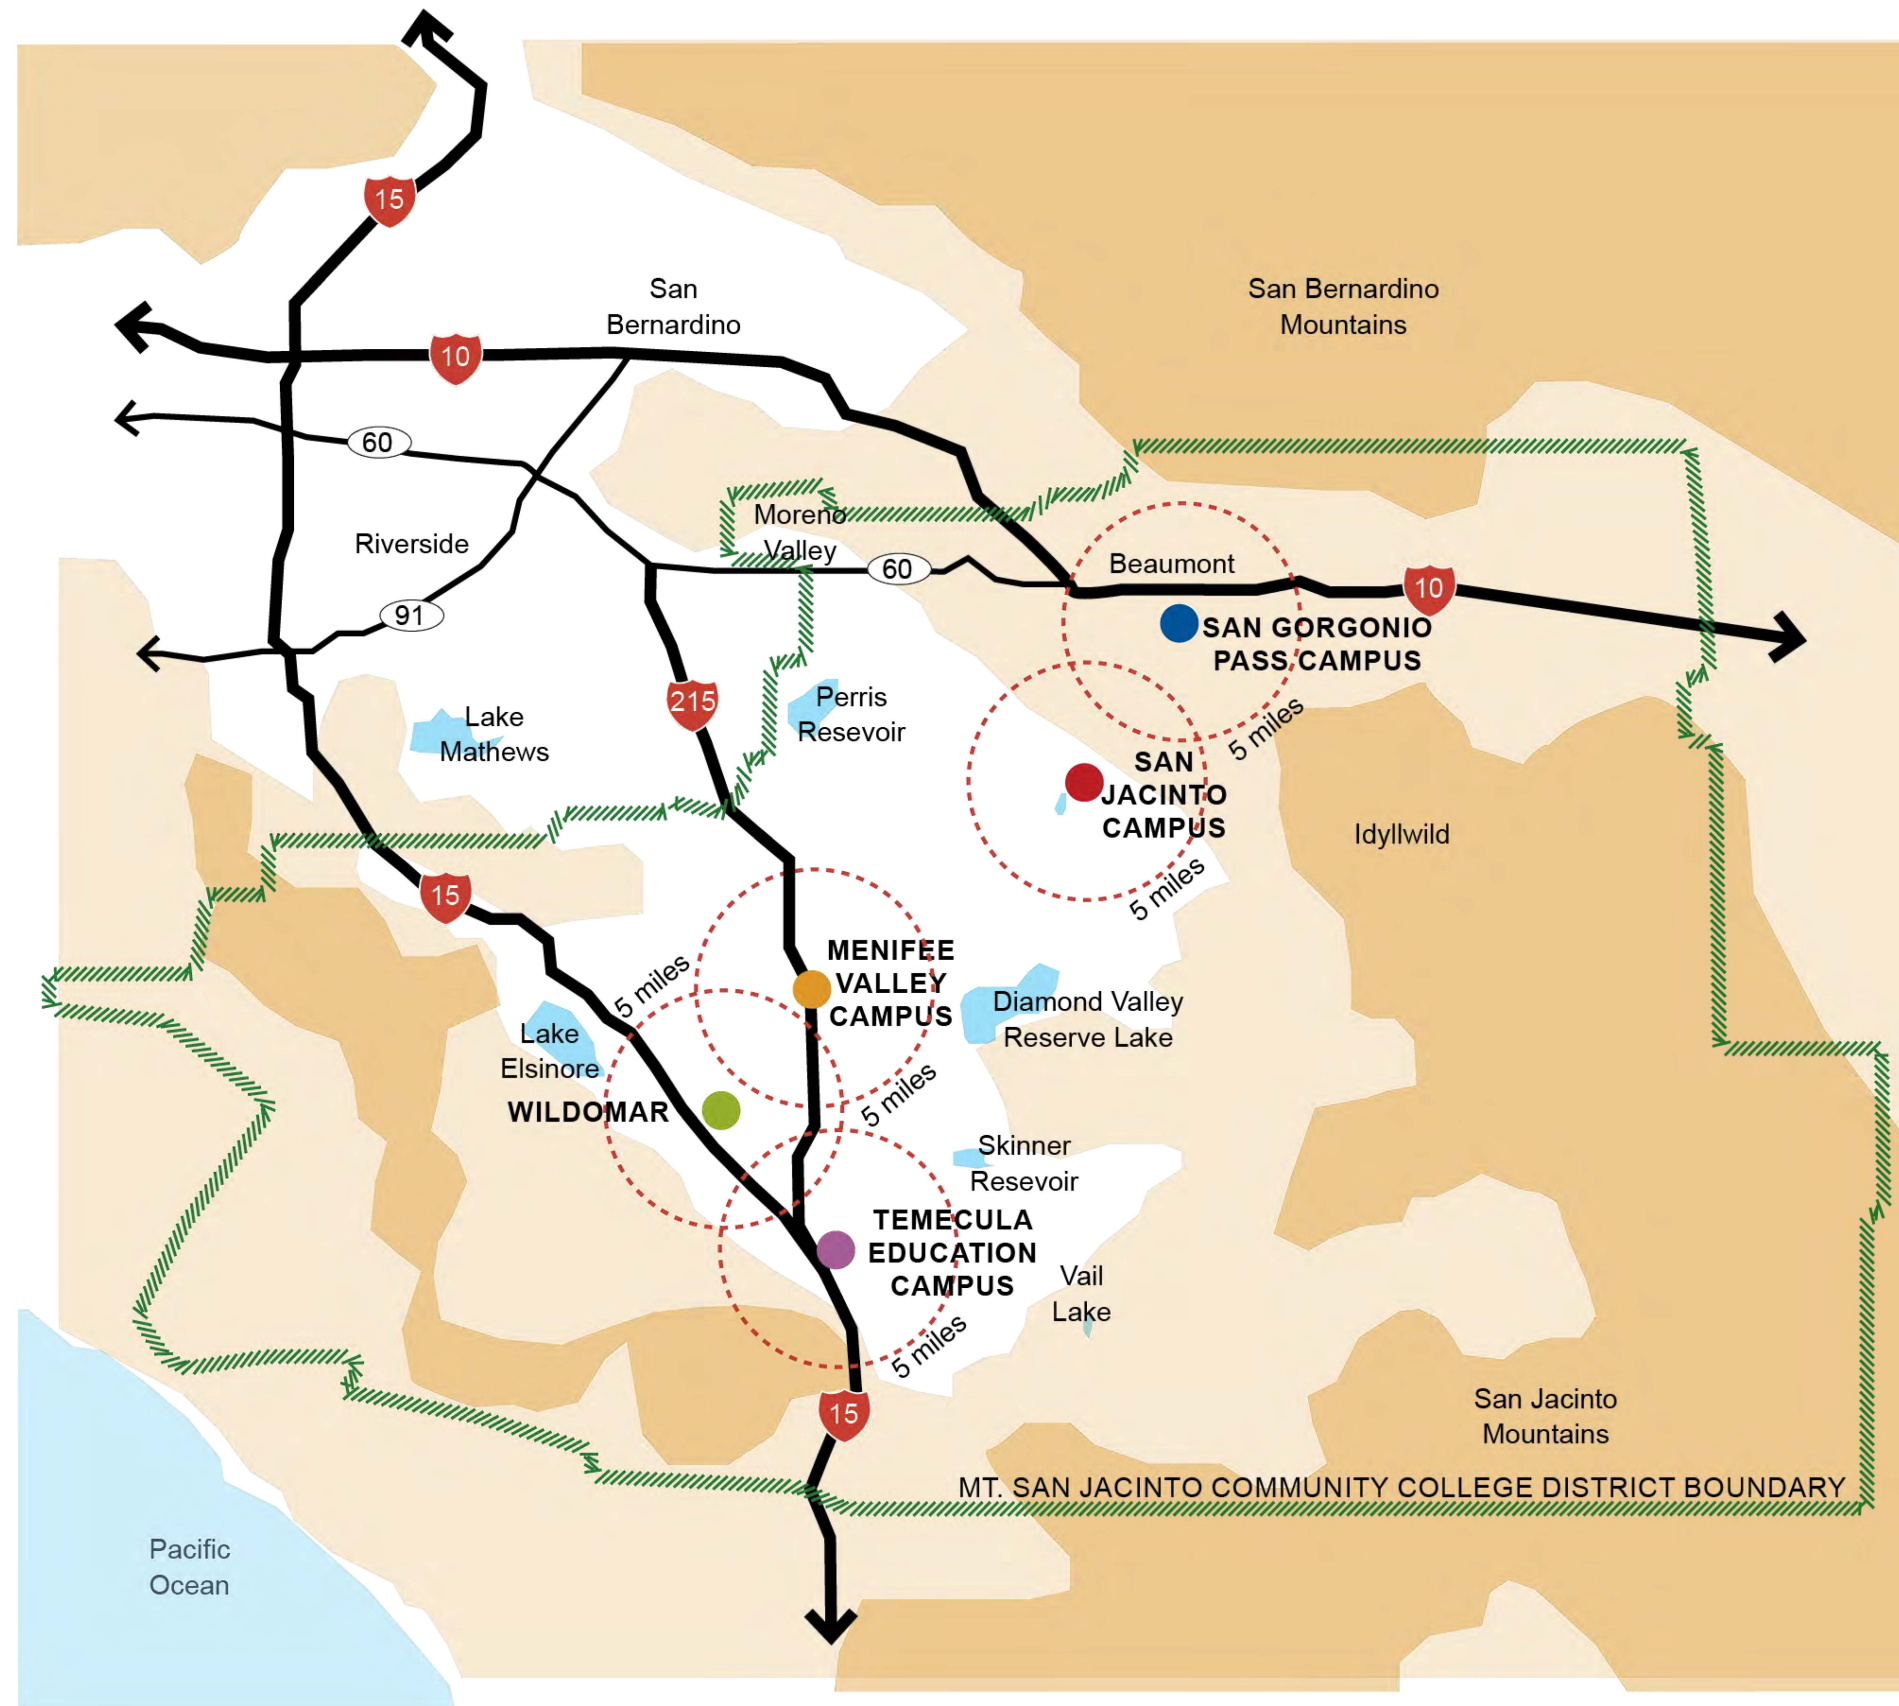 15
San
Bernardino
San Bernardino
Mountains
10
60
Moreno
Valley
Riverside
60
Beaumont
10
91
SAN GORGONIO
PASS CAMPUS
215
Perris
Resevoir
Lake
Mathews
5 miles
SAN
JACINTO
CAMPUS
Idyllwild
15
5 miles
MENIFEE
VALLEY
CAMPUS
5 miles
Diamond Valley
Reserve Lake
Lake
Elsinore
5 miles
WILDOMAR
Skinner
Resevoir
TEMECULA
EDUCATION
CAMPUS
Vail
Lake
5 miles
15
San Jacinto
Mountains
MT. SAN JACINTO COMMUNITY COLLEGE DISTRICT BOUNDARY
Pacific
Ocean